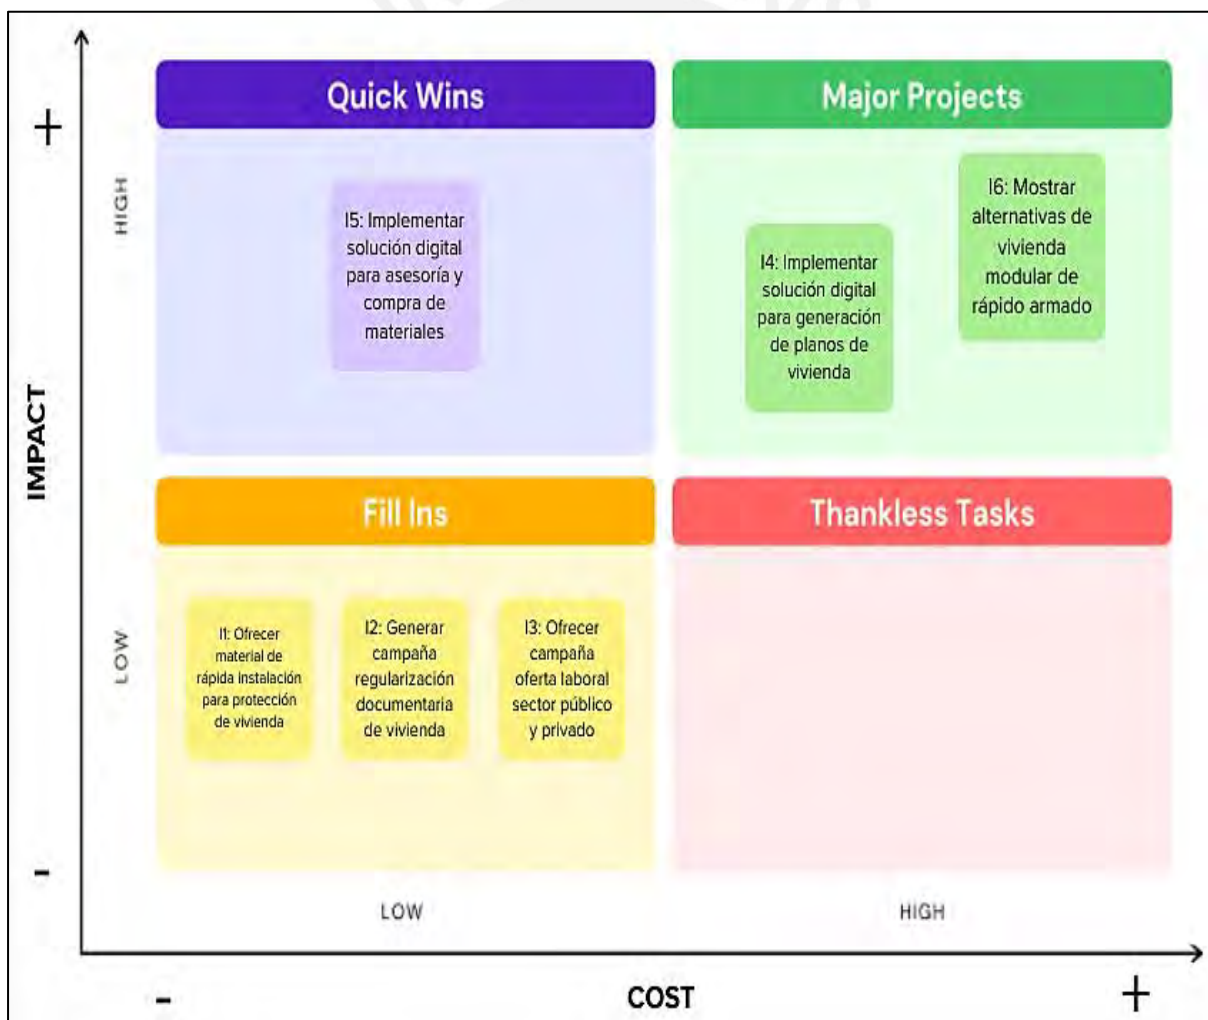 +
HIGH
IMPACT
LOW
-
Quick Wins
I5: Implementar
solución digital
para asesoría y
compra de
materiales
Major Projects
I4: Implementar
solución digital
para generación
de planos de
vivienda
I6: Mostrar
alternativas de
vivienda
modular de
rápido armado
Fill Ins
I1: Ofrecer
material de
rápida instalación
para protección
de vivienda
I2: Generar
campaña
regularización
documentaria
de vivienda
I3: Ofrecer
campaña
oferta laboral
sector público
y privado
Thankless Tasks
LOW
HIGH
-
COST
+